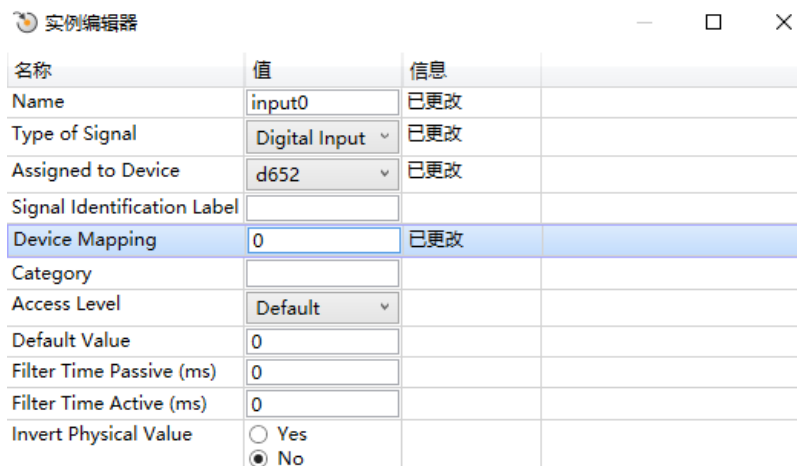 实例编辑器
名称 值 信息
Name input0 已更改
Type of Signal Digital Input 已更改
Assigned to Device d652 已更改
Signal Identification Label
Device Mapping 0 已更改
Category
Access Level Default
Default Value 0
Filter Time Passive (ms) 0
Filter Time Active (ms) 0
Invert Physical Value Yes
No